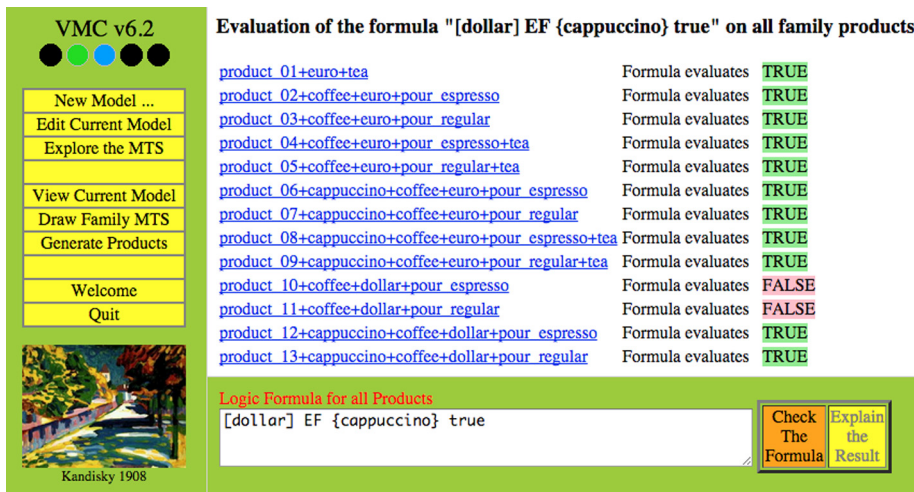 VMC v6.2
New Model ...
Edit Current Model
Explore the MTS
View Current Model
Draw Family MTS
Generate Products
Welcome
Quit
Kandisky 1908
Evaluation of the formula "[dollar] EF {cappuccino} true" on all family products
product_01+euro+tea Formula evaluates TRUE
product_02+coffee+euro+pour_espresso Formula evaluates TRUE
product_03+coffee+euro+pour_regular Formula evaluates TRUE
product_04+coffee+euro+pour_espresso+tea Formula evaluates TRUE
product_05+coffee+euro+pour_regular+tea Formula evaluates TRUE
product_06+cappuccino+coffee+euro+pour_espresso Formula evaluates TRUE
product_07+cappuccino+coffee+euro+pour_regular Formula evaluates TRUE
product_08+cappuccino+coffee+euro+pour_espresso+tea Formula evaluates TRUE
product_09+cappuccino+coffee+euro+pour_regular+tea Formula evaluates TRUE
product_10+coffee+dollar+pour_espresso Formula evaluates FALSE
product_11+coffee+dollar+pour_regular Formula evaluates FALSE
product_12+cappuccino+coffee+dollar+pour_espresso Formula evaluates TRUE
product_13+cappuccino+coffee+dollar+pour_regular Formula evaluates TRUE
Logic Formula for all Products
[dollar] EF {cappuccino} true
Check
The
Formula
Explain
the
Result